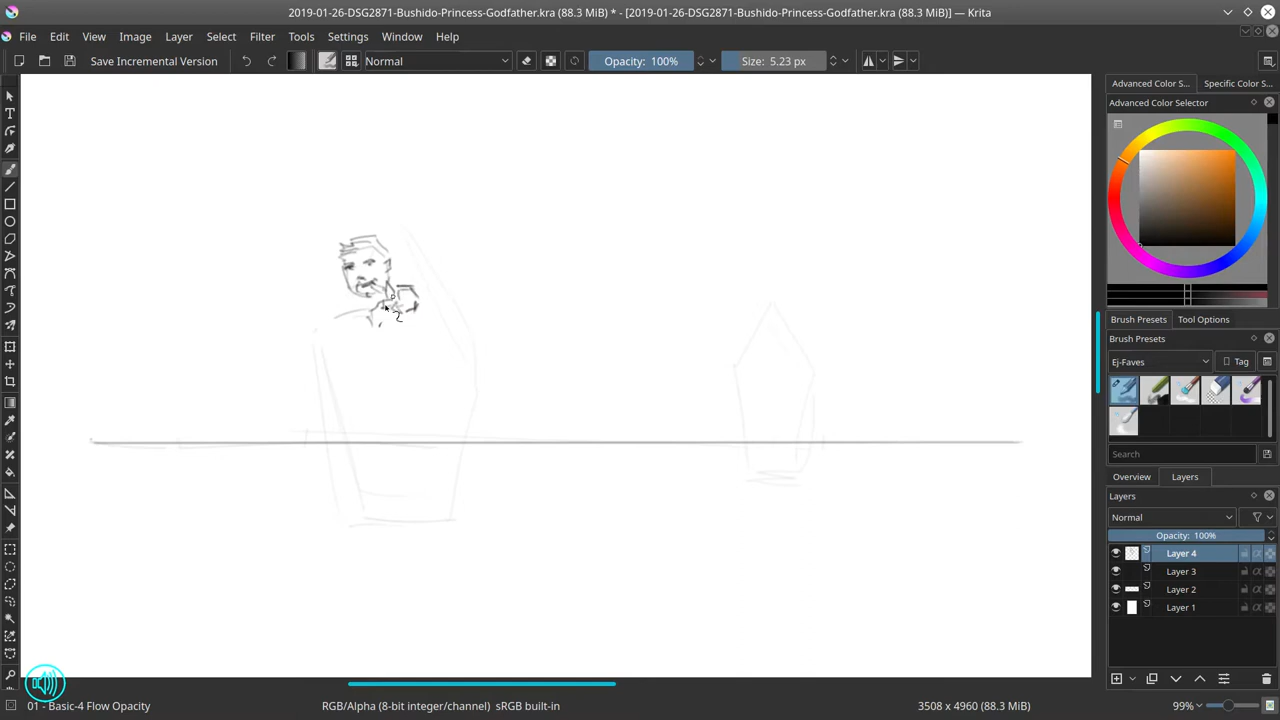 2019-01-26-DSG2871-Bushido-Princess-Godfather.kra (88.3 MiB) * - [2019-01-26-DSG2871-Bushido-Princess-Godfather.kra (88.3 MiB)] — Krita
File Edit View Image Layer Select Filter Tools Settings Window Help
Save Incremental Version Normal Opacity: 100% Size: 5.23 px
Advanced Color S... Specific Color S...
Advanced Color Selector
Brush Presets Tool Options
Brush Presets
Ej-Faves Tag
Search
Overview Layers
Layers
Normal
Opacity: 100%
Layer 4
Layer 3
Layer 2
Layer 1
01 - Basic-4 Flow Opacity RGB/Alpha (8-bit integer/channel) sRGB built-in 3508 x 4960 (88.3 MiB) 99%